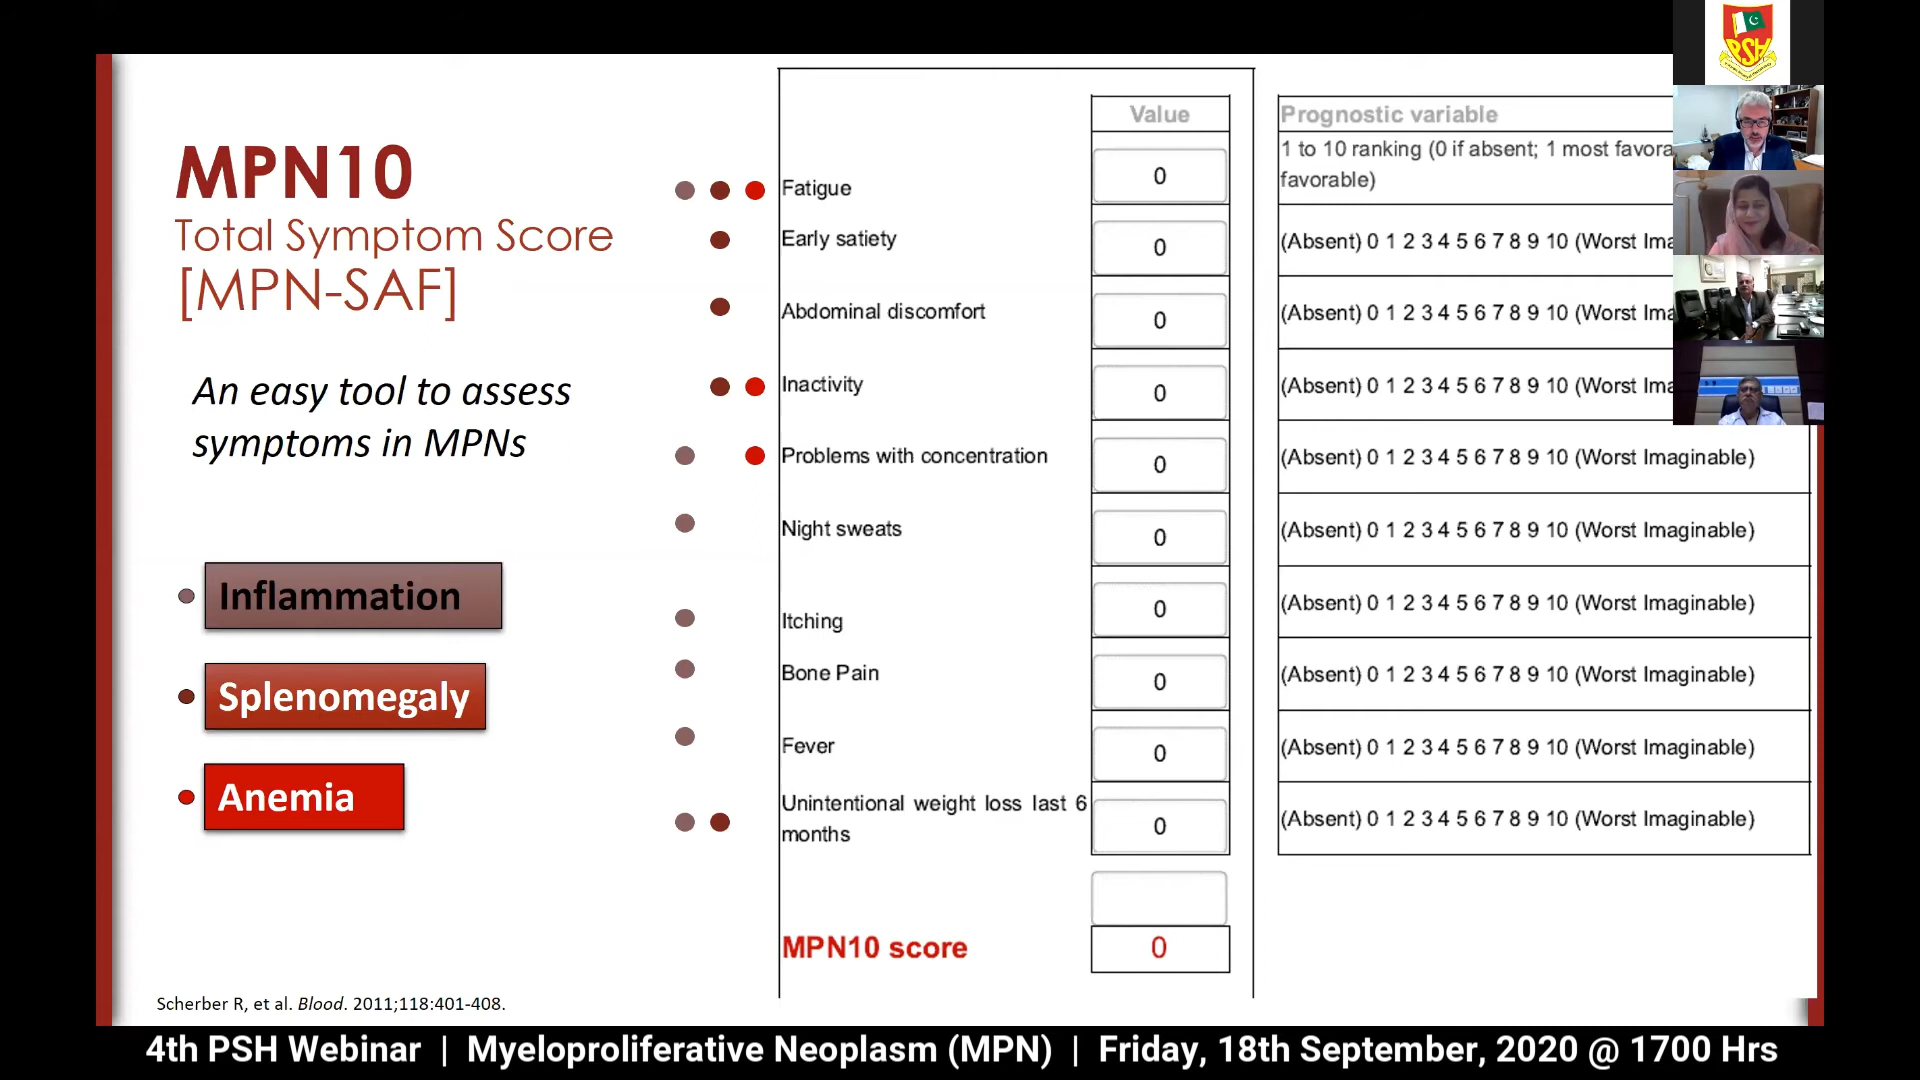 PSH
MPN10
Total Symptom Score
[MPN-SAF]
An easy tool to assess
symptoms in MPNs
Inflammation
Splenomegaly
Anemia
Value
Prognostic variable
Fatigue
0
1 to 10 ranking (0 if absent; 1 most favora
favorable)
Early satiety
0
(Absent) 0 1 2 3 4 5 6 7 8 9 10 (Worst Ima
Abdominal discomfort
0
(Absent) 0 1 2 3 4 5 6 7 8 9 10 (Worst Ima
Inactivity
0
(Absent) 0 1 2 3 4 5 6 7 8 9 10 (Worst Ima
Problems with concentration
0
(Absent) 0 1 2 3 4 5 6 7 8 9 10 (Worst Imaginable)
Night sweats
0
(Absent) 0 1 2 3 4 5 6 7 8 9 10 (Worst Imaginable)
Itching
0
(Absent) 0 1 2 3 4 5 6 7 8 9 10 (Worst Imaginable)
Bone Pain
0
(Absent) 0 1 2 3 4 5 6 7 8 9 10 (Worst Imaginable)
Fever
0
(Absent) 0 1 2 3 4 5 6 7 8 9 10 (Worst Imaginable)
Unintentional weight loss last 6
months
0
(Absent) 0 1 2 3 4 5 6 7 8 9 10 (Worst Imaginable)
MPN10 score
0
Scherber R, et al. Blood. 2011;118:401-408.
4th PSH Webinar | Myeloproliferative Neoplasm (MPN) | Friday, 18th September, 2020 @ 1700 Hrs